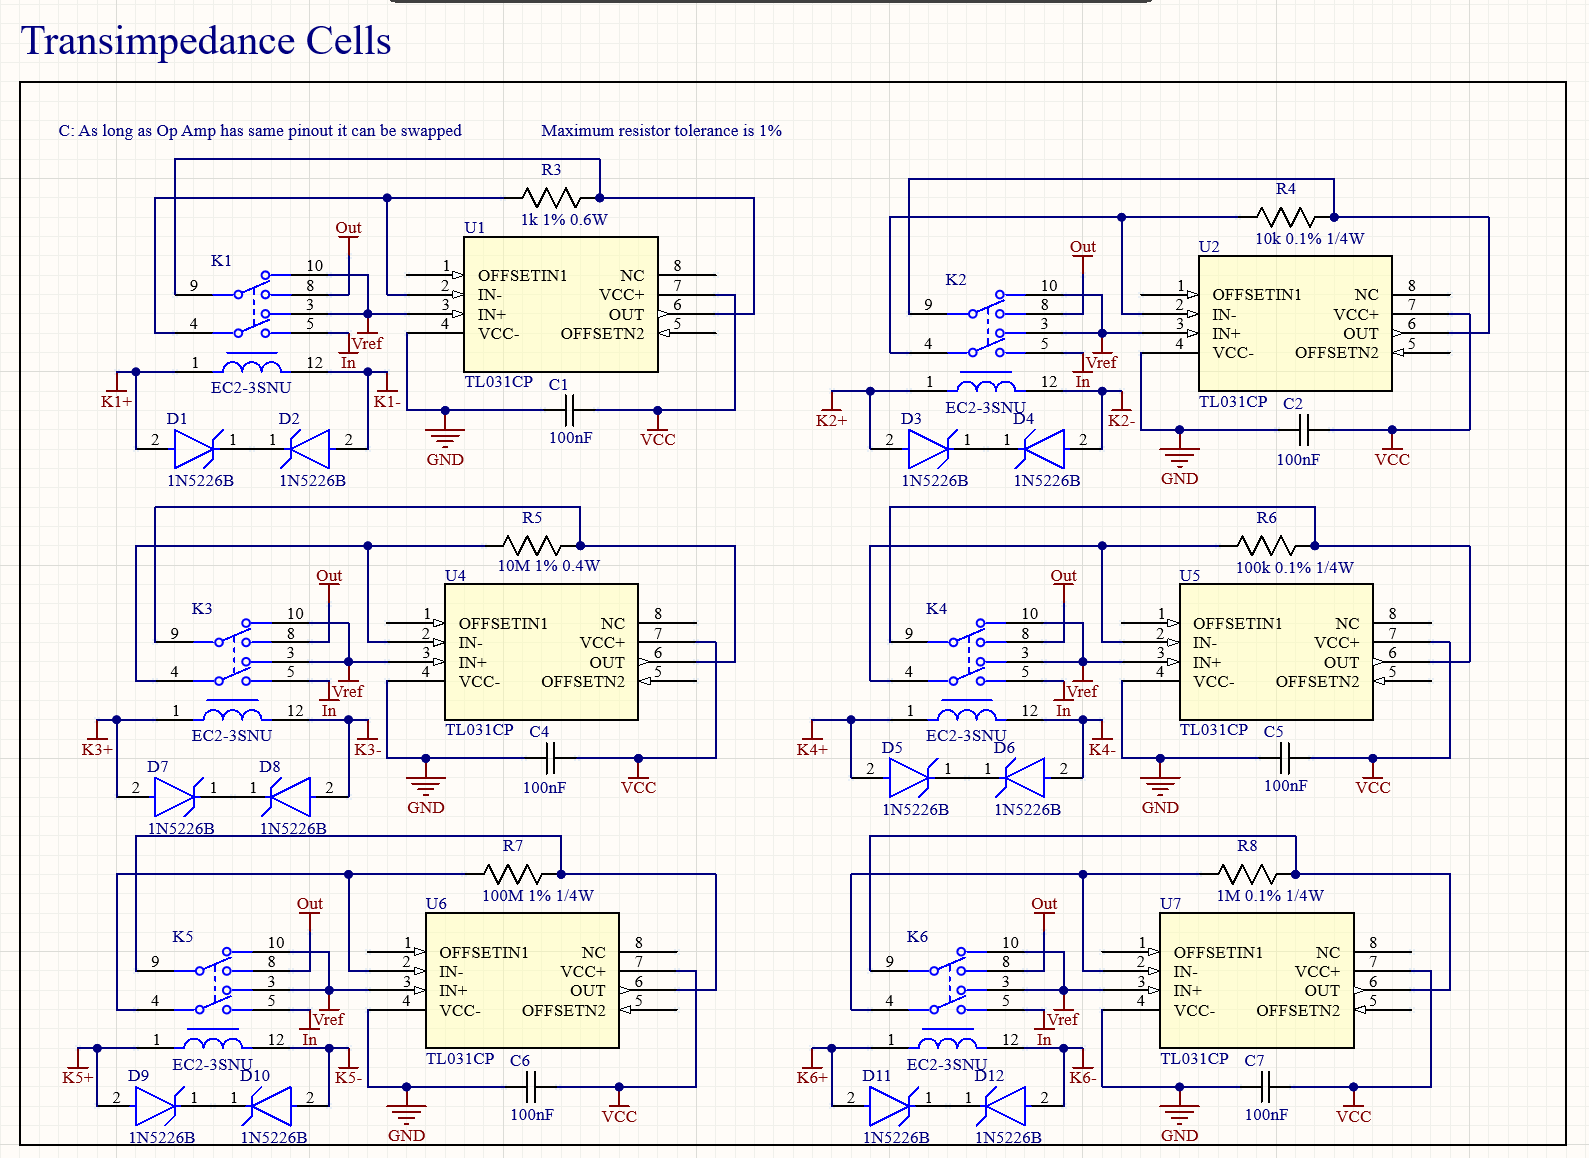 Transimpedance Cells
C: As long as Op Amp has same pinout it can be swapped
Maximum resistor tolerance is 1%
R3
1k 1% 0.6W
U1
Out
K1
10
9
8
3
4
5
Vref
In
1
12
EC2-3SNU
K1+
K1-
D1
D2
2
1
1
2
1N5226B
1N5226B
1
OFFSETIN1
NC
8
2
IN-
VCC+
7
3
IN+
OUT
6
4
VCC-
OFFSETN2
5
TL031CP
C1
100nF
GND
VCC
R4
10k 0.1% 1/4W
U2
Out
K2
10
9
8
3
4
5
Vref
In
1
12
EC2-3SNU
K2+
K2-
D3
D4
2
1
1
2
1N5226B
1N5226B
1
OFFSETIN1
NC
8
2
IN-
VCC+
7
3
IN+
OUT
6
4
VCC-
OFFSETN2
5
TL031CP
C2
100nF
GND
VCC
R5
10M 1% 0.4W
U4
Out
K3
10
9
8
3
4
5
Vref
In
1
12
EC2-3SNU
K3+
K3-
D7
D8
2
1
1
2
1N5226B
1N5226B
1
OFFSETIN1
NC
8
2
IN-
VCC+
7
3
IN+
OUT
6
4
VCC-
OFFSETN2
5
TL031CP
C4
100nF
GND
VCC
R6
100k 0.1% 1/4W
U5
Out
K4
10
9
8
3
4
5
Vref
In
1
12
EC2-3SNU
K4+
K4-
D5
D6
2
1
1
2
1N5226B
1N5226B
1
OFFSETIN1
NC
8
2
IN-
VCC+
7
3
IN+
OUT
6
4
VCC-
OFFSETN2
5
TL031CP
C5
100nF
GND
VCC
R7
100M 1% 1/4W
U6
Out
K5
10
9
8
3
4
5
Vref
In
1
12
EC2-3SNU
K5+
K5-
D9
D10
2
1
1
2
1N5226B
1N5226B
1
OFFSETIN1
NC
8
2
IN-
VCC+
7
3
IN+
OUT
6
4
VCC-
OFFSETN2
5
TL031CP
C6
100nF
GND
VCC
R8
1M 0.1% 1/4W
U7
Out
K6
10
9
8
3
4
5
Vref
In
1
12
EC2-3SNU
K6+
K6-
D11
D12
2
1
1
2
1N5226B
1N5226B
1
OFFSETIN1
NC
8
2
IN-
VCC+
7
3
IN+
OUT
6
4
VCC-
OFFSETN2
5
TL031CP
C7
100nF
GND
VCC